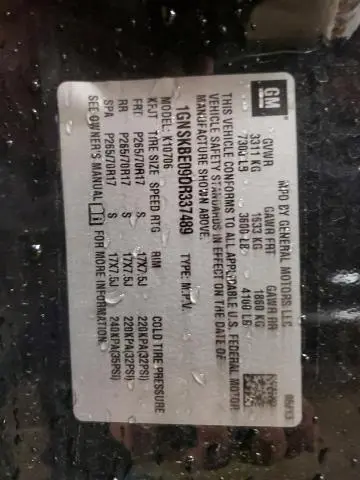 GM
MFD BY GENERAL MOTORS LLC
05/13
GVWR GAWR FRT GAWR RR
3311 KG 1633 KG 1860 KG
7300 LB 3600 LB 4100 LB
THIS VEHICLE CONFORMS TO ALL APPLICABLE U.S. FEDERAL MOTOR
VEHICLE SAFETY STANDARDS IN EFFECT ON THE DATE OF
MANUFACTURE SHOWN ABOVE.
1GNSKBE09DR337489 TYPE: M.P.V.
MODEL: K10706
XFJT TIRE SIZE SPEED RTG RIM COLD TIRE PRESSURE
FRT P265/70R17 S 17X7.5J 220KPA(32PSI)
RR P265/70R17 S 17X7.5J 220KPA(32PSI)
SPA P265/70R17 S 17X7.5J 240KPA(35PSI)
SEE OWNER'S MANUAL FOR MORE INFORMATION